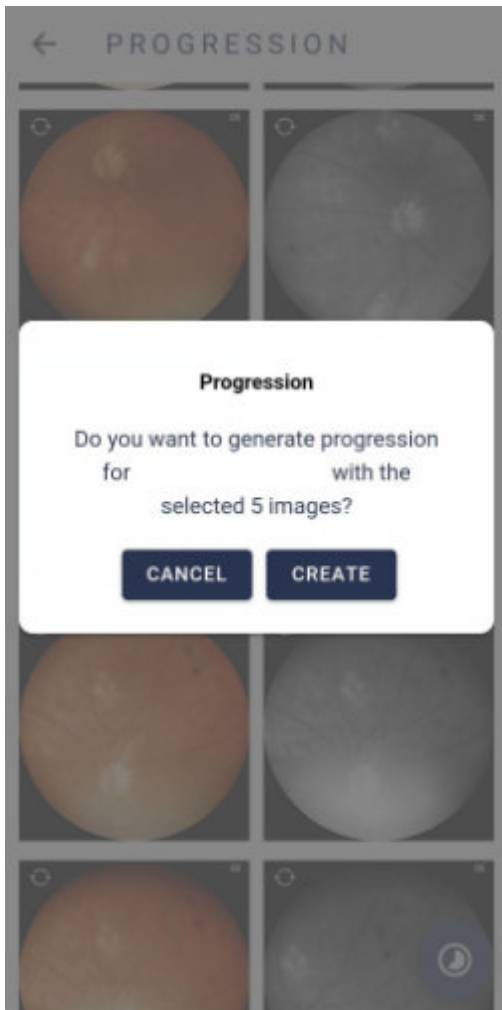 PROGRESSION
Progression
Do you want to generate progression
for with the
selected 5 images?
CANCEL CREATE